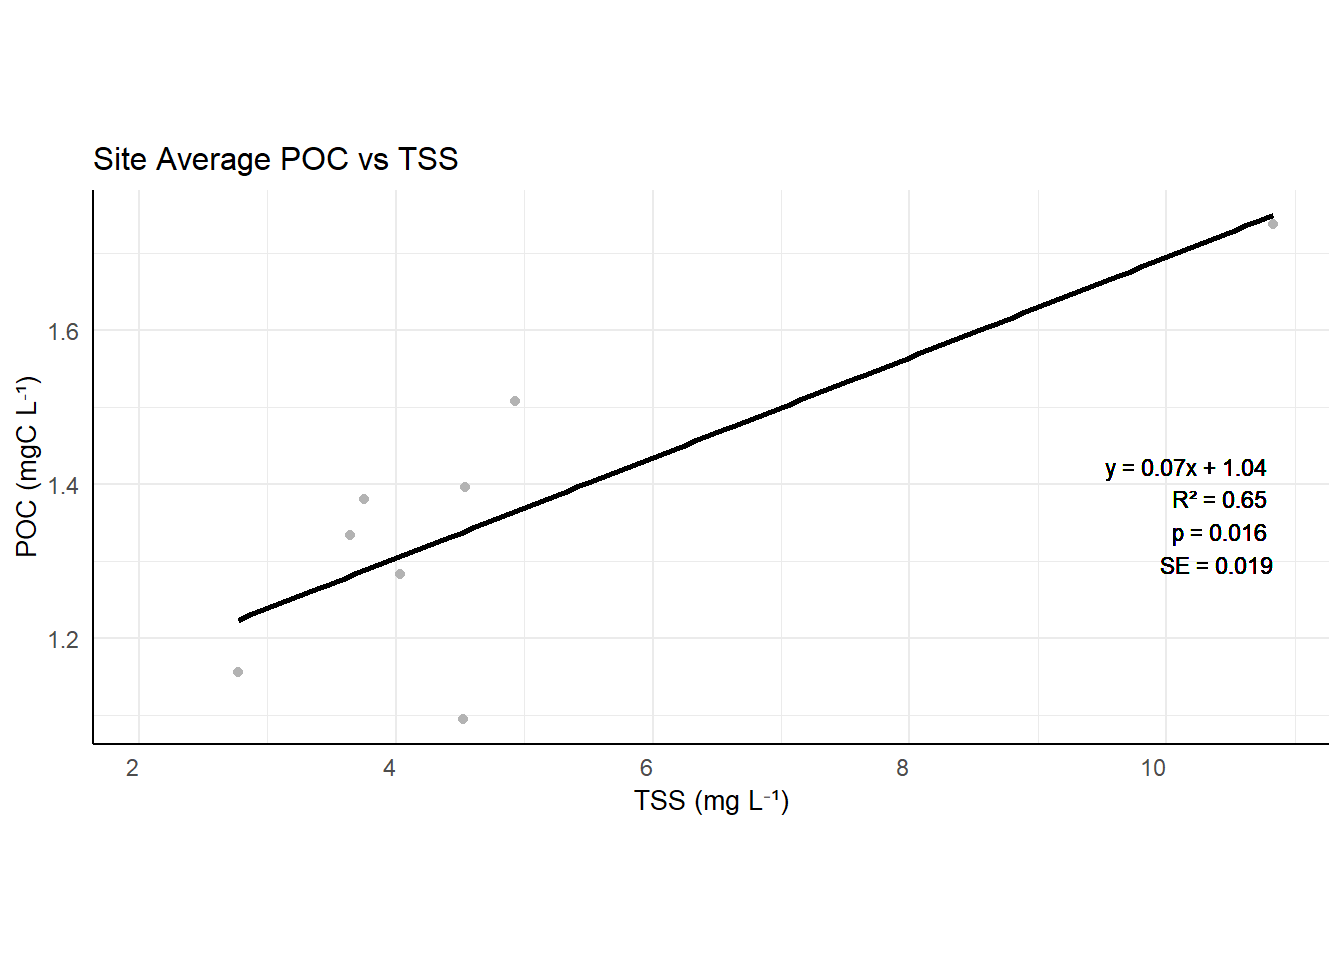 Site Average POC vs TSS
POC (mgC L⁻¹)
1.6
1.4
1.2
y = 0.07x + 1.04
R² = 0.65
p = 0.016
SE = 0.019
2 4 6 8 10
TSS (mg L⁻¹)